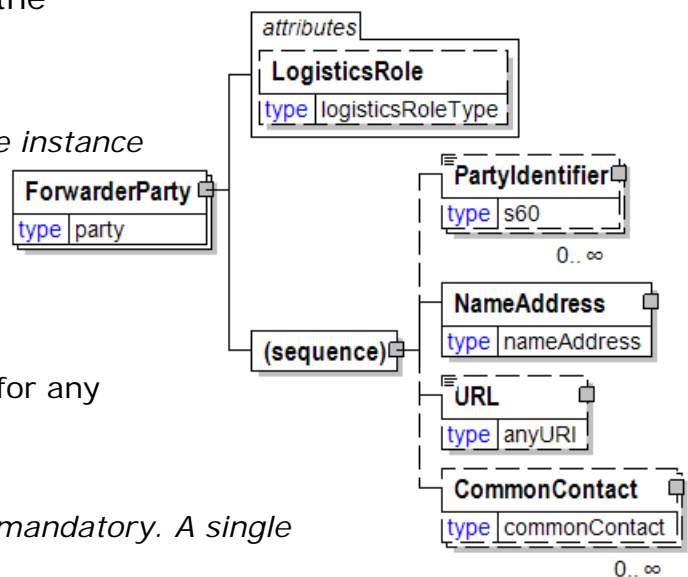 the
attributes
LogisticsRole
type logisticsRoleType
e instance
ForwarderParty
type party
PartyIdentifier
type s60
0.. ∞
NameAddress
type nameAddress
(sequence)
for any
URL
type anyURI
CommonContact
type commonContact
mandatory. A single
0.. ∞